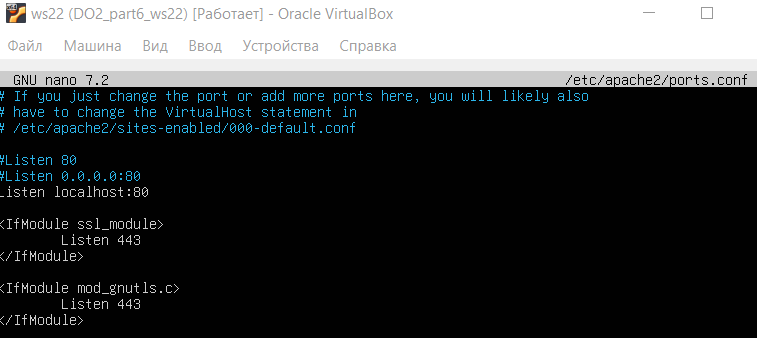 ws22 (DO2_part6_ws22) [Работает] - Oracle VirtualBox
Файл Машина Вид Ввод Устройства Справка
GNU nano 7.2 /etc/apache2/ports.conf
# If you just change the port or add more ports here, you will likely also
# have to change the VirtualHost statement in
# /etc/apache2/sites-enabled/000-default.conf
#Listen 80
#Listen 0.0.0.0:80
Listen localhost:80
<IfModule ssl_module>
Listen 443
</IfModule>
<IfModule mod_gnutls.c>
Listen 443
</IfModule>